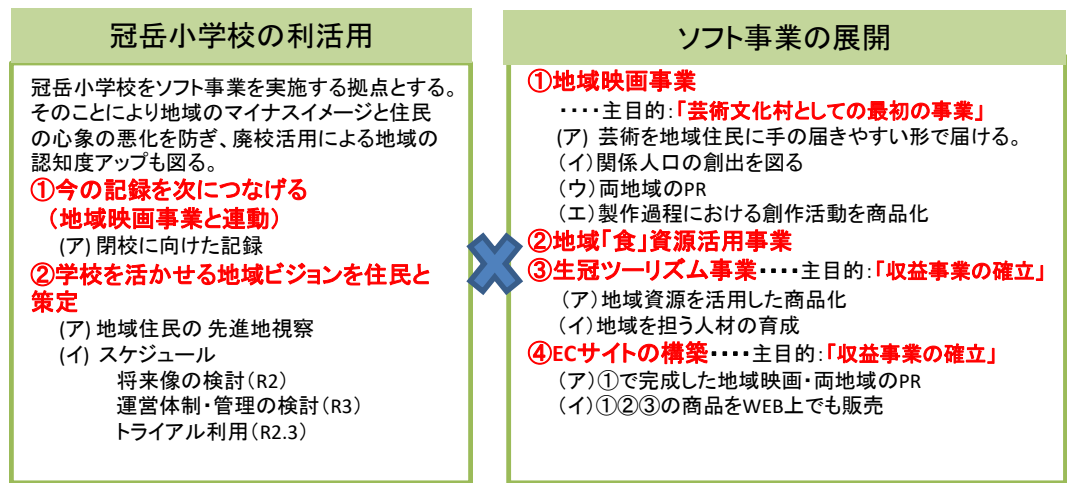 冠岳小学校の利活用
冠岳小学校をソフト事業を実施する拠点とする。
そのことにより地域のマイナスイメージと住民
の心象の悪化を防ぎ、廃校活用による地域の
認知度アップも図る。
①今の記録を次につなげる
（地域映画事業と連動）
(ア) 閉校に向けた記録
②学校を活かせる地域ビジョンを住民と
策定
(ア) 地域住民の 先進地視察
(イ) スケジュール
将来像の検討(R2)
運営体制・管理の検討(R3)
トライアル利用(R2.3)
ソフト事業の展開
①地域映画事業
・・・・主目的:「芸術文化村としての最初の事業」
(ア) 芸術を地域住民に手の届きやすい形で届ける。
（イ）関係人口の創出を図る
（ウ）両地域のPR
（エ）製作過程における創作活動を商品化
②地域「食」資源活用事業
③生冠ツーリズム事業・・・・主目的:「収益事業の確立」
（ア）地域資源を活用した商品化
（イ）地域を担う人材の育成
④ECサイトの構築・・・・主目的:「収益事業の確立」
（ア）①で完成した地域映画・両地域のPR
（イ）①②③の商品をWEB上でも販売